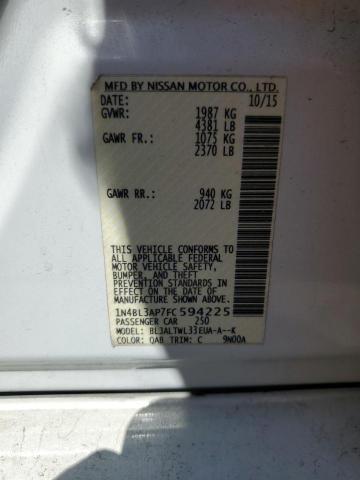 MFD BY NISSAN MOTOR CO., LTD.
DATE: 10/15
GVWR: 1987 KG
4381 LB
GAWR FR.: 1075 KG
2370 LB
GAWR RR.: 940 KG
2072 LB
THIS VEHICLE CONFORMS TO
ALL APPLICABLE FEDERAL
MOTOR VEHICLE SAFETY,
BUMPER, AND THEFT
PREVENTION STANDARDS
IN EFFECT ON THE DATE OF
MANUFACTURE SHOWN ABOVE.
1N4BL3AP7FC594225
PASSENGER CAR 250
MODEL: BL3ALTWL33EUA-A--K
COLOR: QAB TRIM: C 9N00A